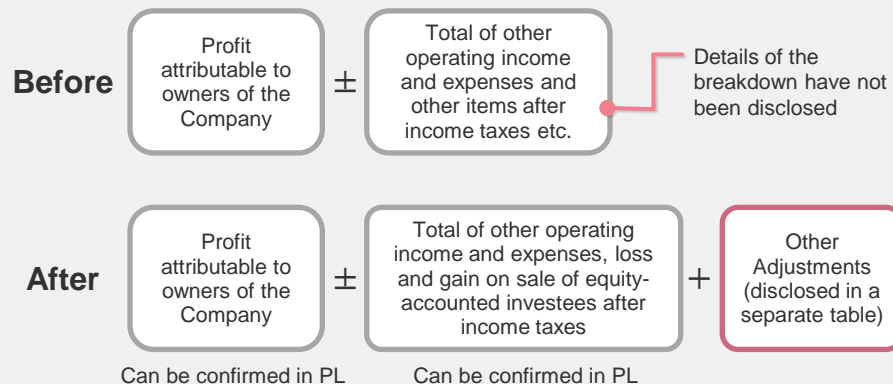 Before
Profit
attributable to
owners of the
Company
±
Total of other
operating income
and expenses and
other items after
income taxes etc.
Details of the
breakdown have not
been disclosed
After
Profit
attributable to
owners of the
Company
±
Total of other operating
income and expenses, loss
and gain on sale of equity-
accounted investees after
income taxes
+
Other
Adjustments
(disclosed in a
separate table)
Can be confirmed in PL
Can be confirmed in PL